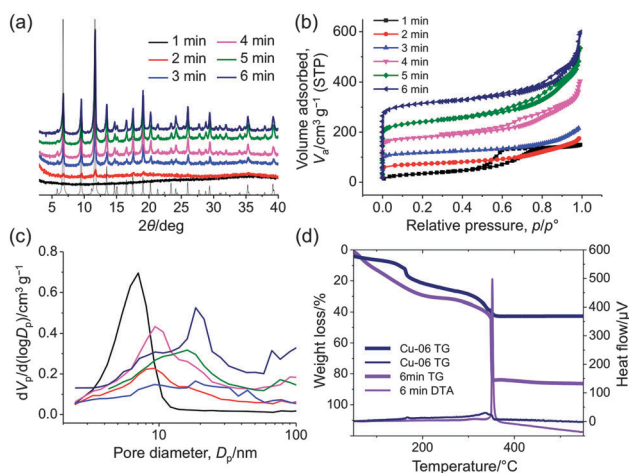 (a)
1 min
2 min
3 min
4 min
5 min
6 min
5 10 15 20 25 30 35 40
2θ/deg
(b)
Volume adsorbed,
Va/cm³ g⁻¹ (STP)
600
400
200
0
1 min
2 min
3 min
4 min
5 min
6 min
0.0 0.2 0.4 0.6 0.8 1.0
Relative pressure, p/p°
(c)
dVp/d(logDp)/cm³ g⁻¹
0.8
0.6
0.4
0.2
0.0
10 100
Pore diameter, Dp/nm
(d)
Weight loss/%
0
20
40
60
80
100
Cu-06 TG
Cu-06 TG
6min TG
6 min DTA
200 400
Temperature/°C
600
500
400
300
200
100
0
Heat flow/μV